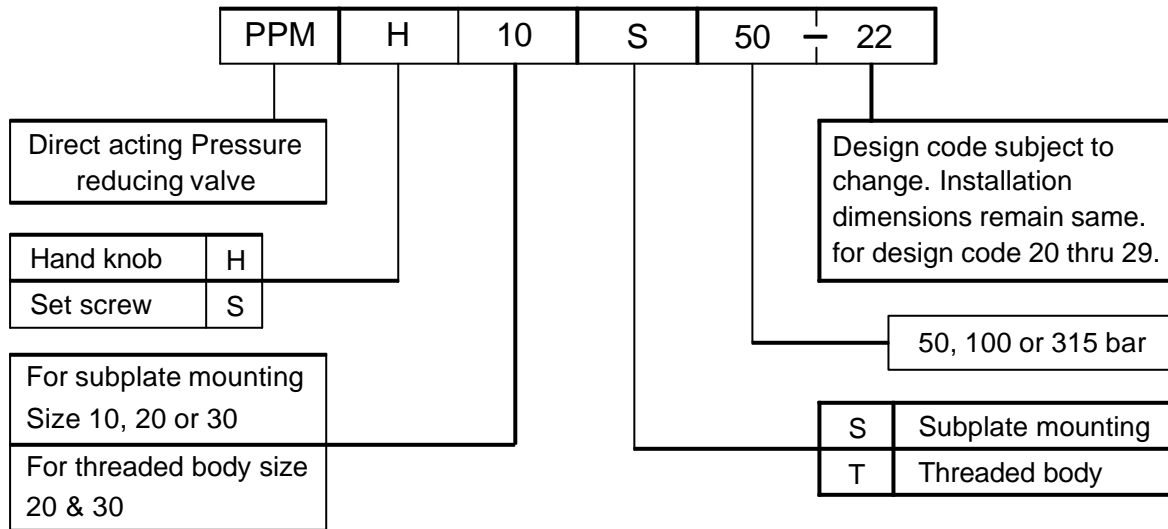 PPM H 10 S 50 – 22
Direct acting Pressure
reducing valve
Hand knob H
Set screw S
For subplate mounting
Size 10, 20 or 30
For threaded body size
20 & 30
Design code subject to
change. Installation
dimensions remain same.
for design code 20 thru 29.
50, 100 or 315 bar
S Subplate mounting
T Threaded body